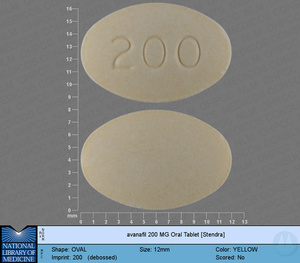 16
15
14
13
12
11
10
9
8
7
6
5
4
3
2
1
0
mm
200
0 1 2 3 4 5 6 7 8 9 10 11 12 13
avanafil 200 MG Oral Tablet [Stendra]
Shape: OVAL Size: 12mm Color: YELLOW
Imprint: 200 (debossed) Scored: No
NATIONAL
LIBRARY OF
MEDICINE